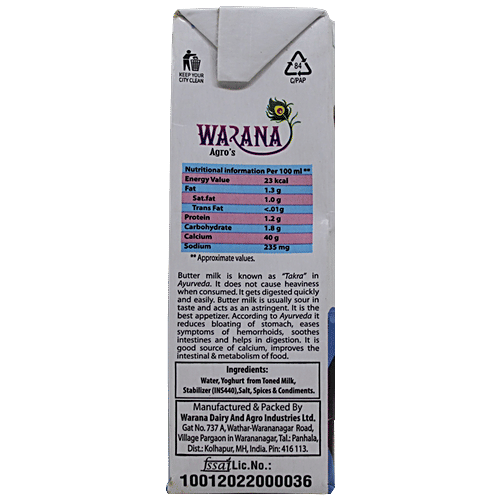 KEEP YOUR
CITY CLEAN
84
C/PAP
WARANA
Agro's
Nutritional Information Per 100 ml **
Energy Value 23 kcal
Fat 1.3 g
Sat.fat 1.0 g
Trans Fat <.01g
Protein 1.2 g
Carbohydrate 1.8 g
Calcium 40 g
Sodium 235 mg
** Approximate values.
Butter milk is known as "Takra" in
Ayurveda. It does not cause heaviness
when consumed. It gets digested quickly
and easily. Butter milk is usually sour in
taste and acts as an astringent. It is the
best appetizer. According to Ayurveda it
reduces bloating of stomach, eases
symptoms of hemorrhoids, soothes
intestines and helps in digestion. It is
good source of calcium, improves the
intestinal & metabolism of food.
Ingredients:
Water, Yoghurt from Toned Milk,
Stabilizer (INS440),Salt, Spices & Condiments.
Manufactured & Packed By
Warana Dairy And Agro Industries Ltd.
Gat No. 737 A, Wathar-Warananagar Road,
Village Pargaon in Warananagar, Tal.: Panhala,
Dist.: Kolhapur, MH, India. Pin: 416 113.
fssai Lic.No.:
10012022000036